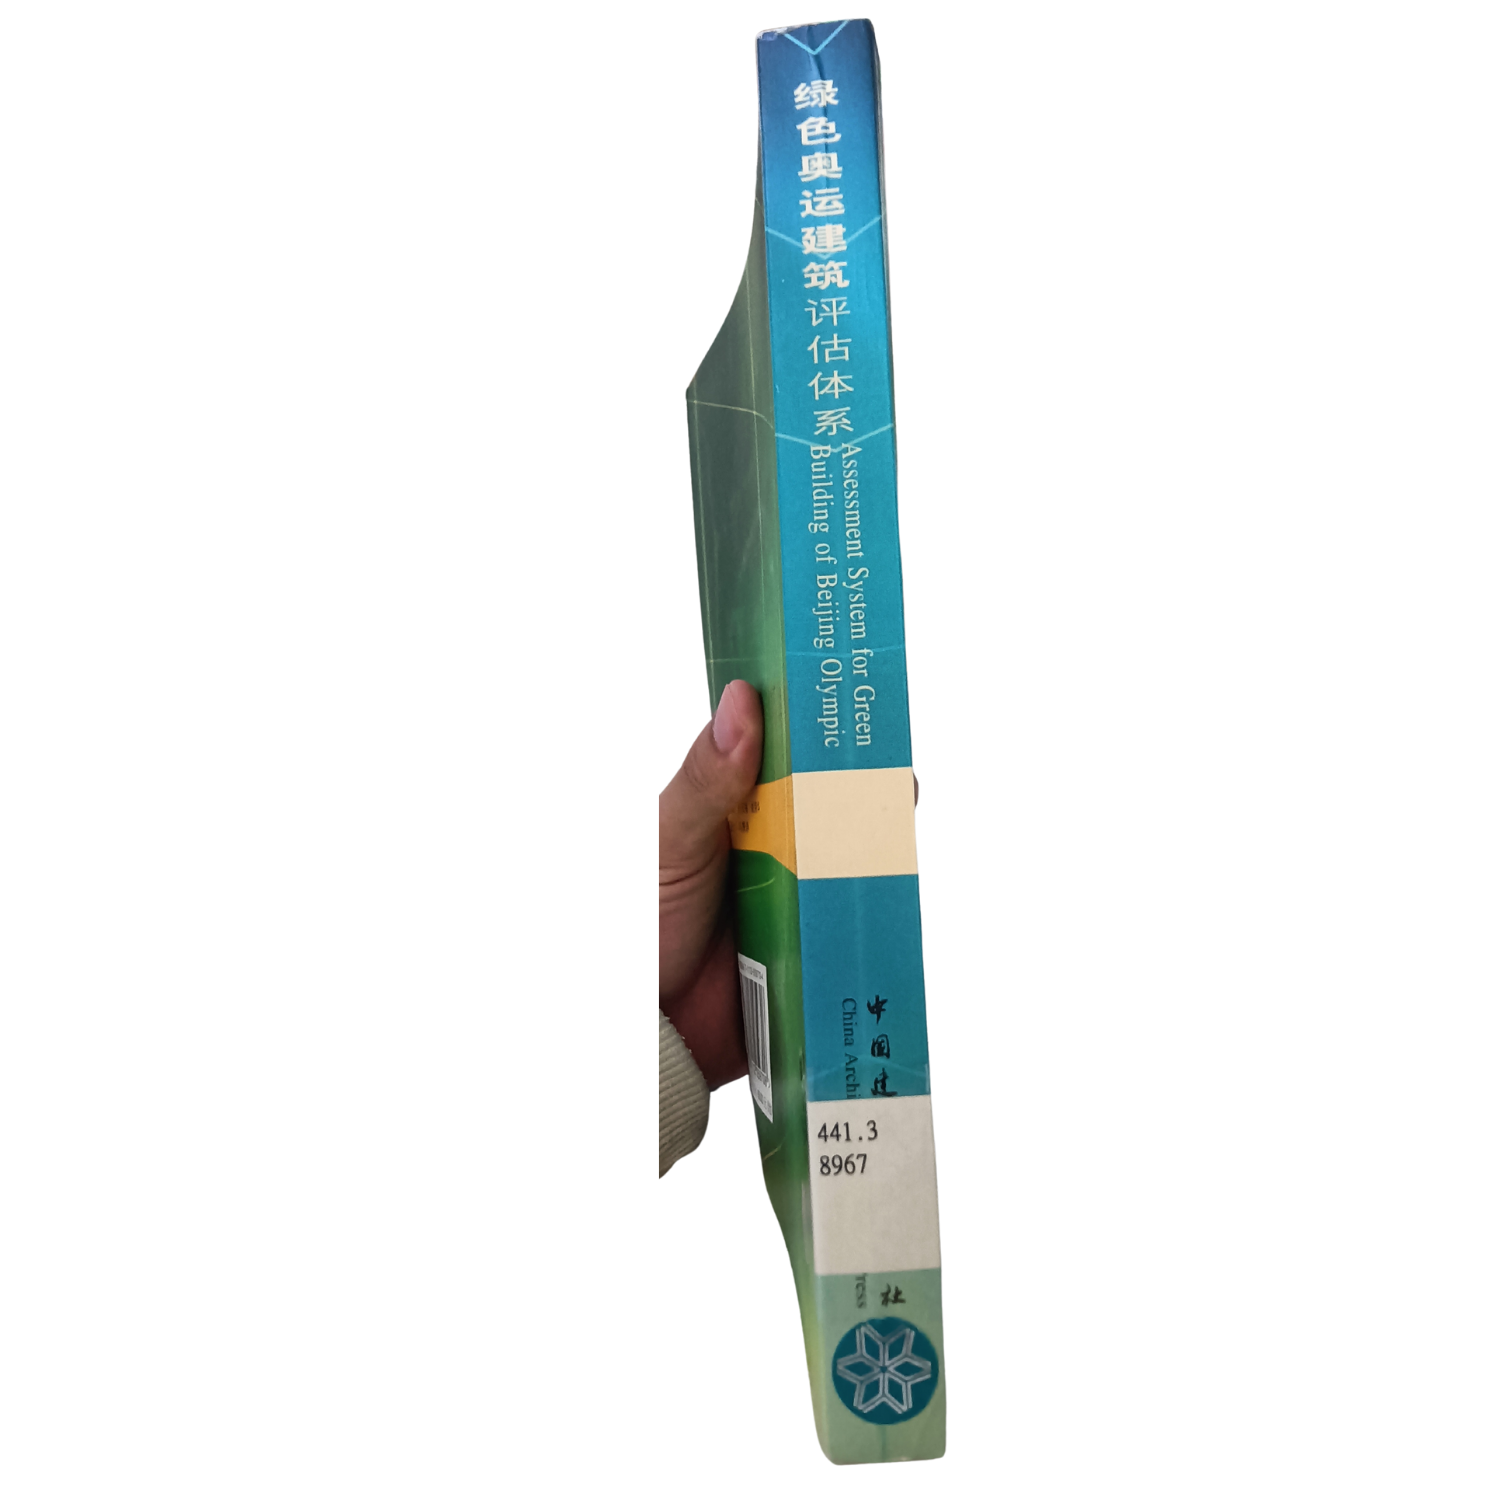 绿色奥运建筑评估体系
Assessment System for Green
Building of Beijing Olympic
中国建
China Archi
441.3
8967
社
ress